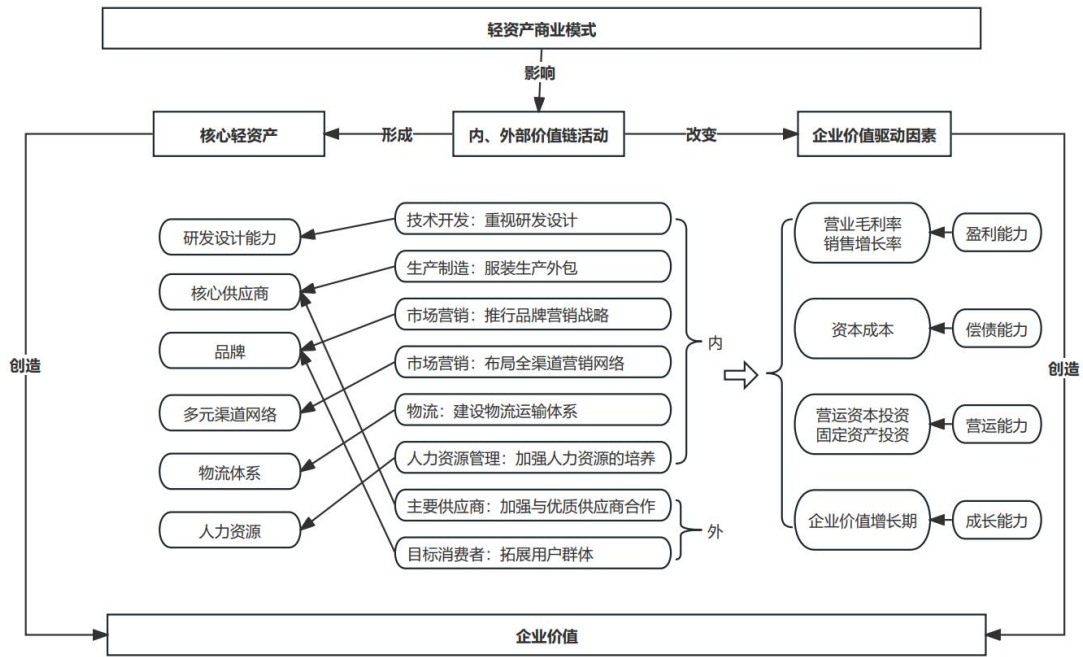 轻资产商业模式
影响
核心轻资产
形成
内、外部价值链活动
改变
企业价值驱动因素
创造
研发设计能力
核心供应商
品牌
多元渠道网络
物流体系
人力资源
技术开发：重视研发设计
生产制造：服装生产外包
市场营销：推行品牌营销战略
市场营销：布局全渠道营销网络
物流：建设物流运输体系
人力资源管理：加强人力资源的培养
主要供应商：加强与优质供应商合作
目标消费者：拓展用户群体
内
外
营业毛利率
销售增长率
盈利能力
资本成本
偿债能力
营运资本投资
固定资产投资
营运能力
企业价值增长期
成长能力
创造
企业价值